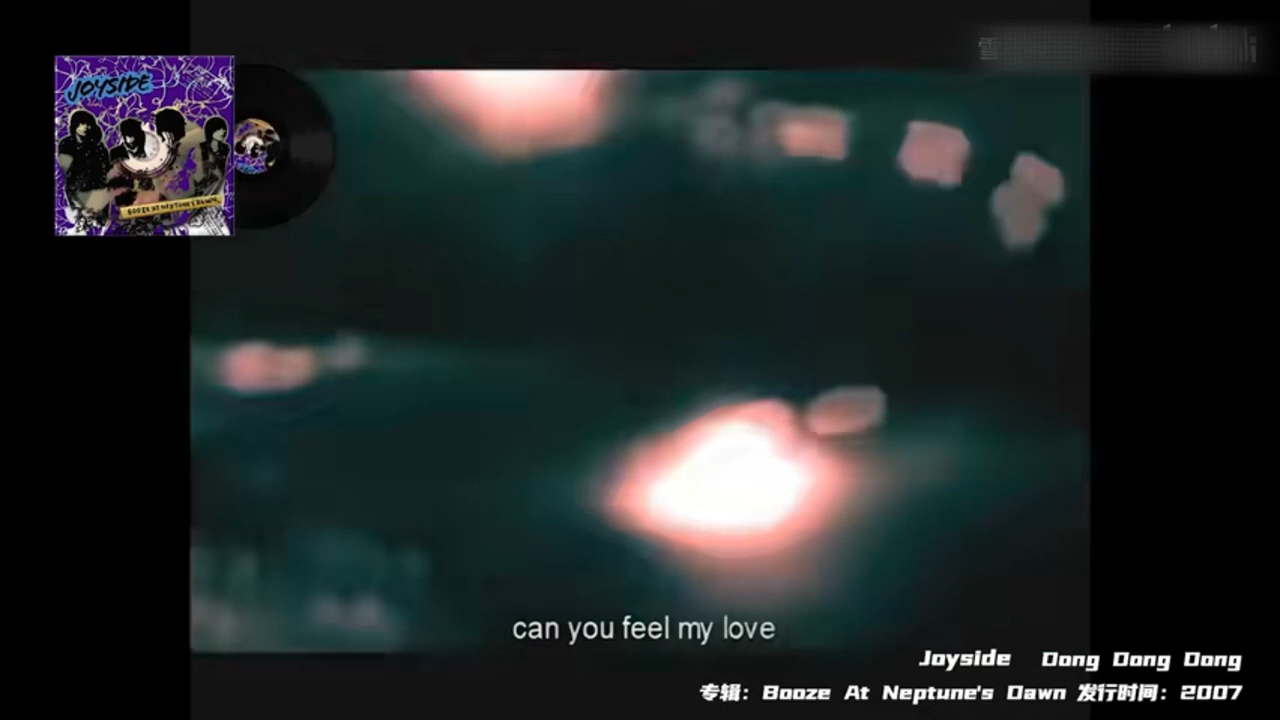 JOYSIDE
BOOZE AT NEPTUNE'S DAWN
can you feel my love
Joyside Dong Dong Dong
专辑：Booze At Neptune's Dawn 发行时间：2007